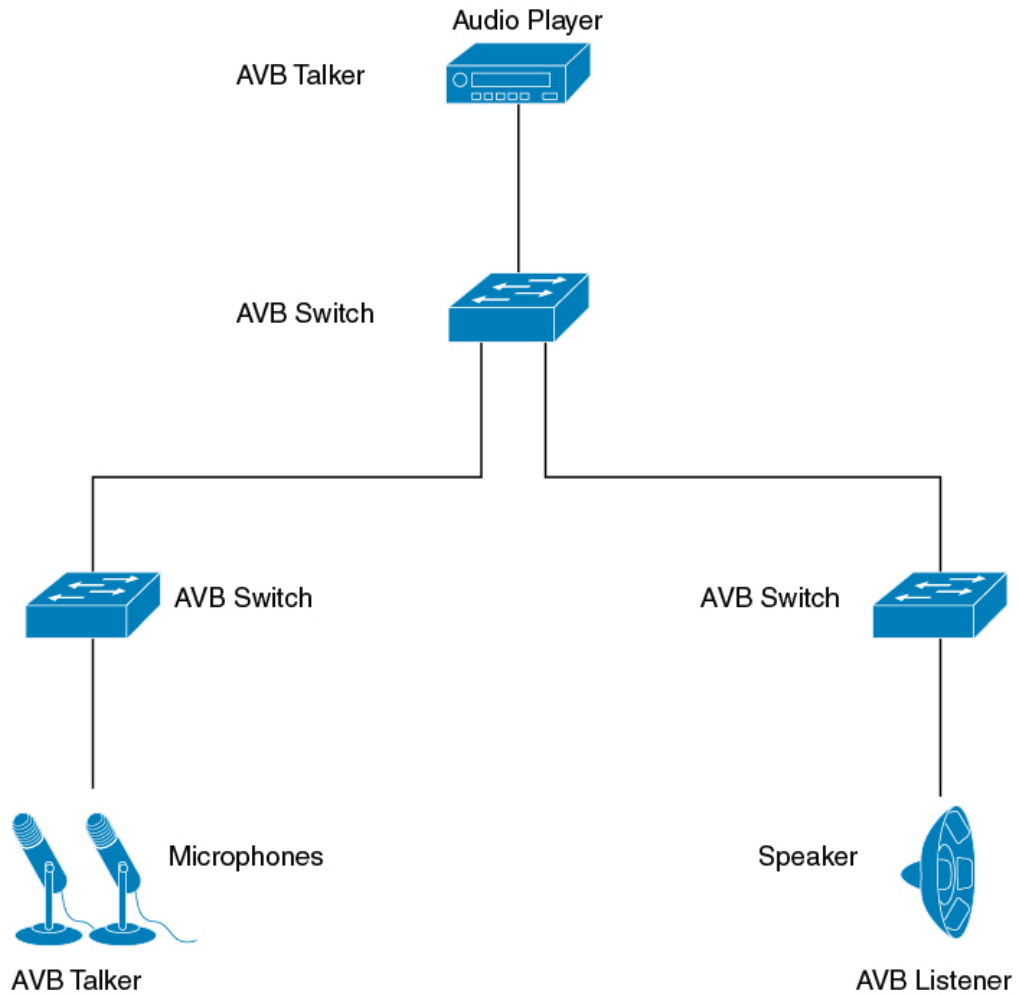 Audio Player
AVB Talker
AVB Switch
AVB Switch
AVB Switch
Microphones
Speaker
AVB Talker
AVB Listener